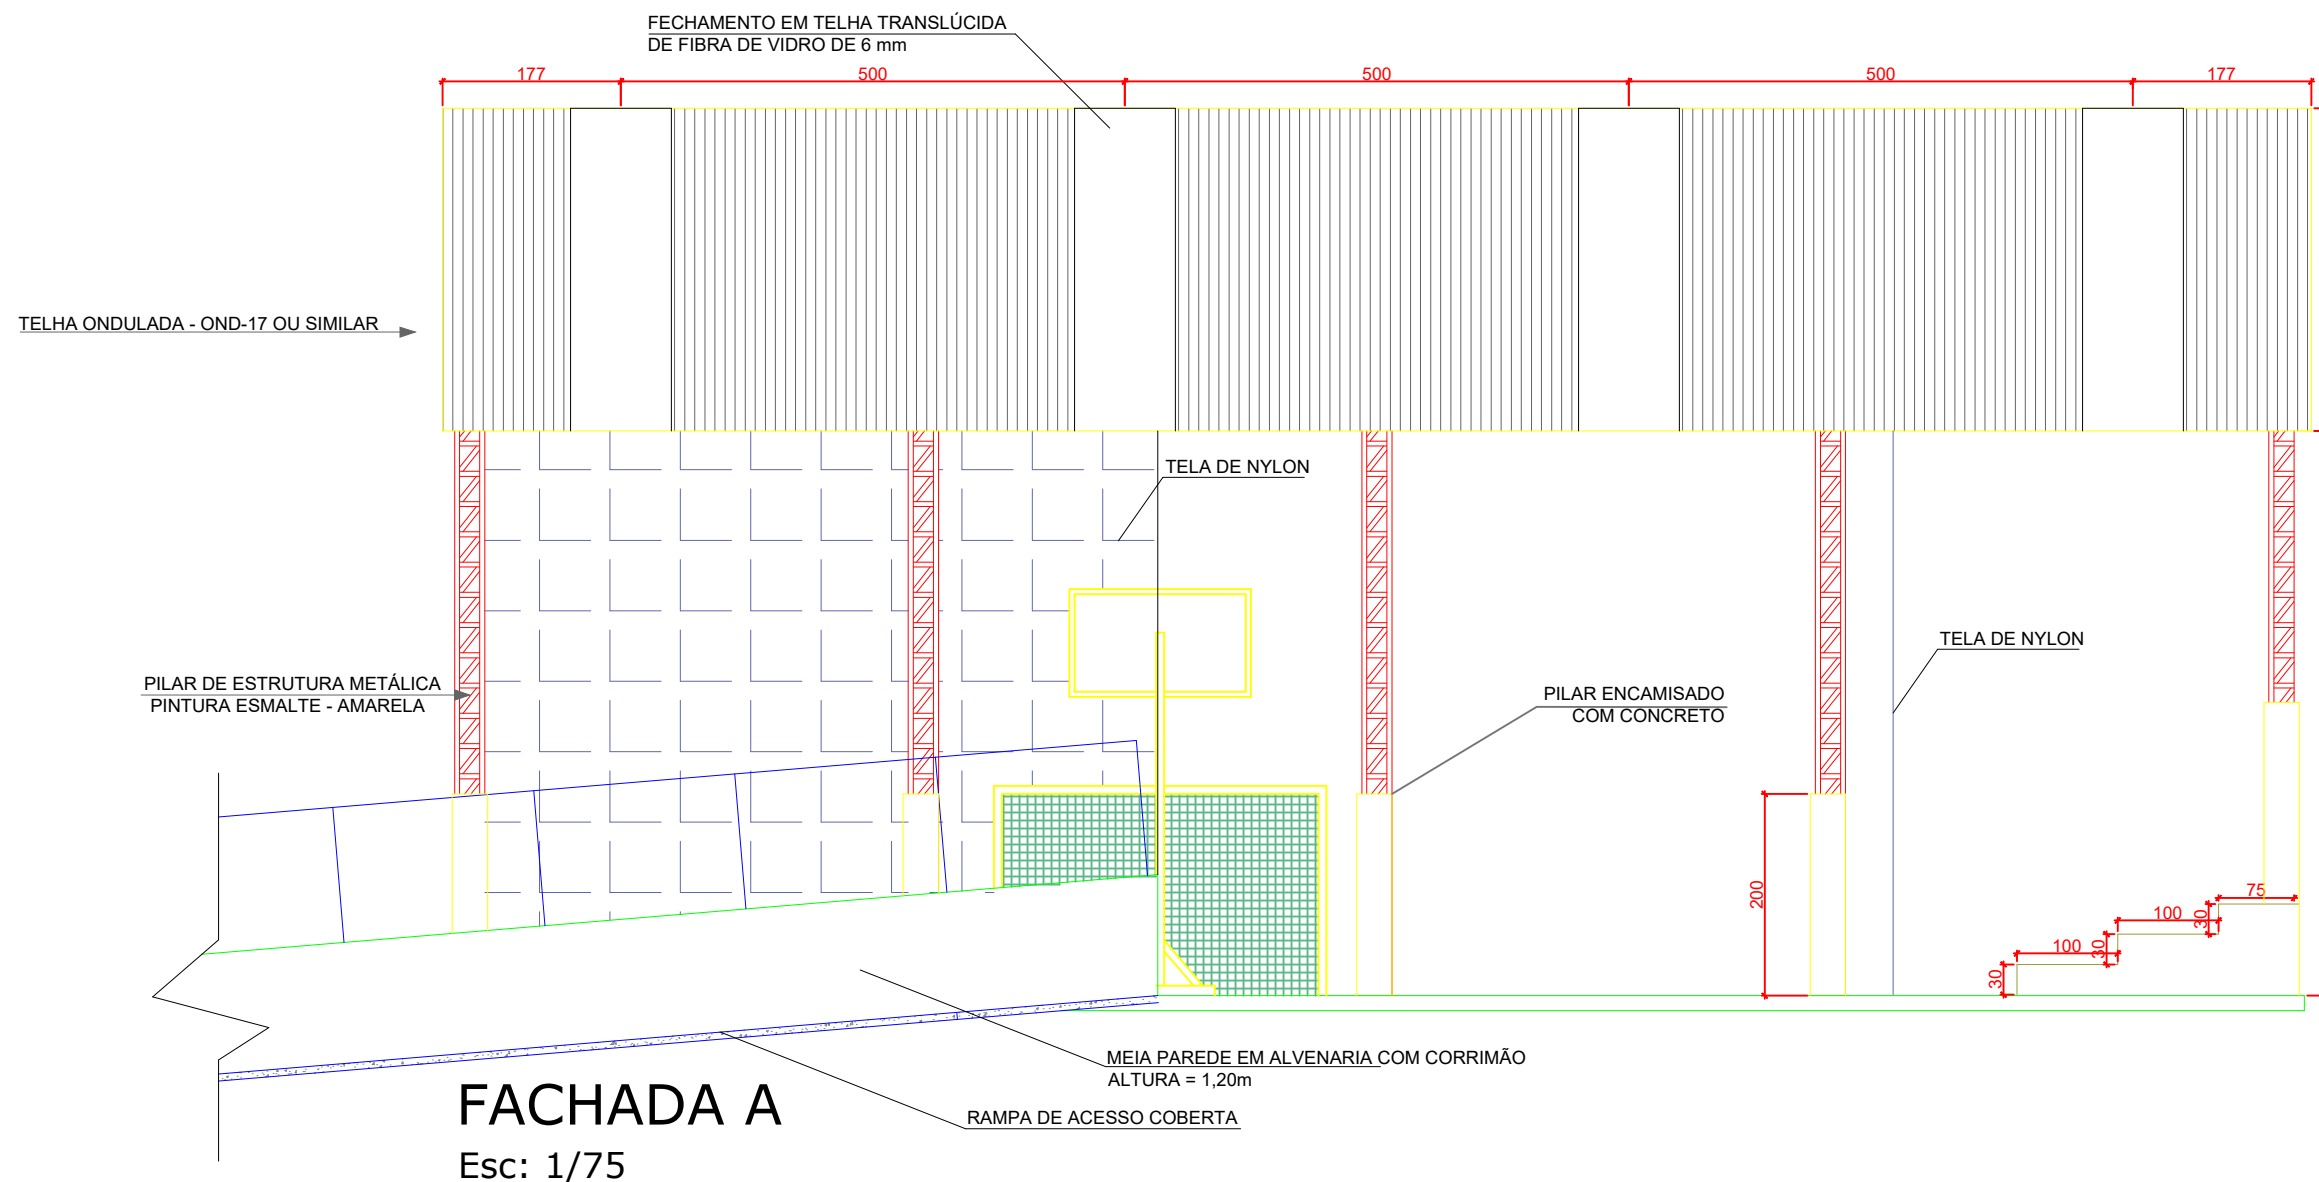 FECHAMENTO EM TELHA TRANSLÚCIDA
DE FIBRA DE VIDRO DE 6 mm
177
500
500
500
177
TELHA ONDULADA - OND-17 OU SIMILAR
TELA DE NYLON
TELA DE NYLON
PILAR DE ESTRUTURA METÁLICA
PINTURA ESMALTE - AMARELA
PILAR ENCAMISADO
COM CONCRETO
200
75
100
30
100
30
30
MEIA PAREDE EM ALVENARIA COM CORRIMÃO
ALTURA = 1,20m
RAMPA DE ACESSO COBERTA
FACHADA A
Esc: 1/75